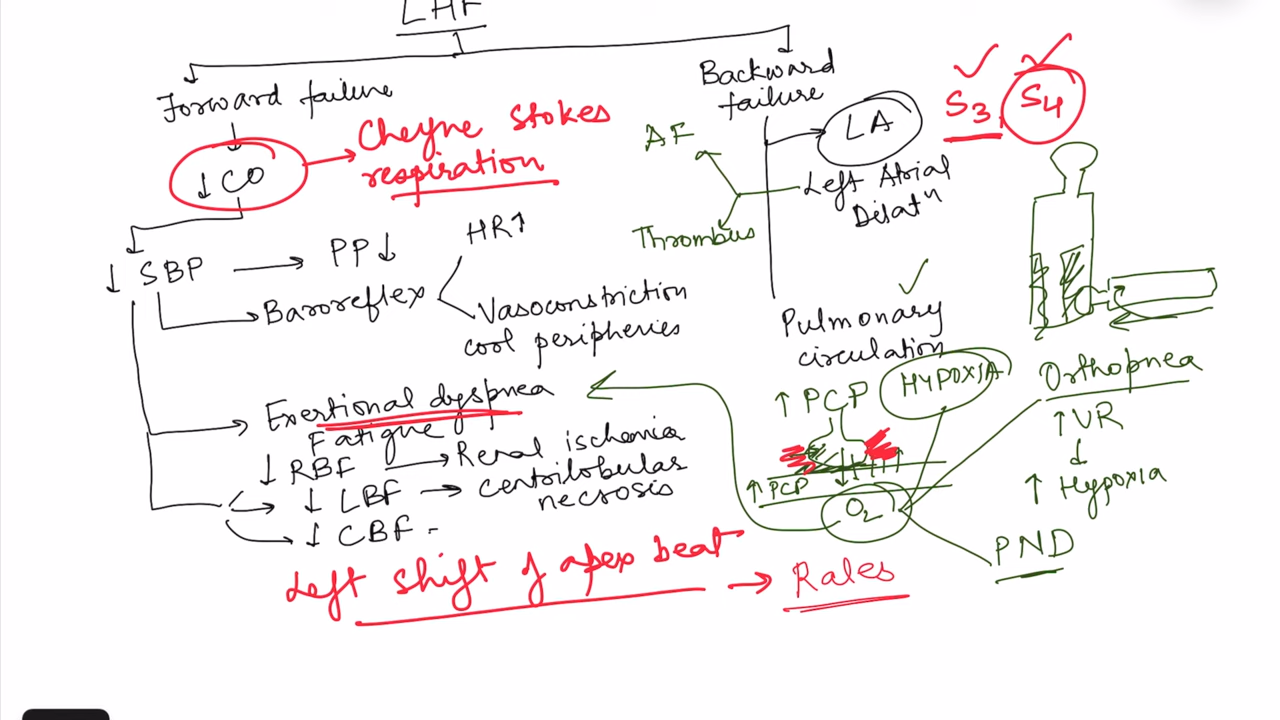 LHF
Forward failure
↓ CO
Cheyne Stokes
respiration
↓ SBP → PP↓
Baroreflex
HR↑
Vasoconstriction
cool peripheries
Exertional dyspnea
Fatigue
↓ RBF → Renal ischemia
↓ LBF → centrilobular
necrosis
↓ CBF -
Left shift of apex beat → Rales
Backward
failure
LA
S3 S4
AF
Left Atrial
Dilatⁿ
Thrombus
Pulmonary
circulation
↑ PCP
HYPOXIA
↑ PCP
O2
Orthopnea
↑ VR
↑ Hypoxia
PND